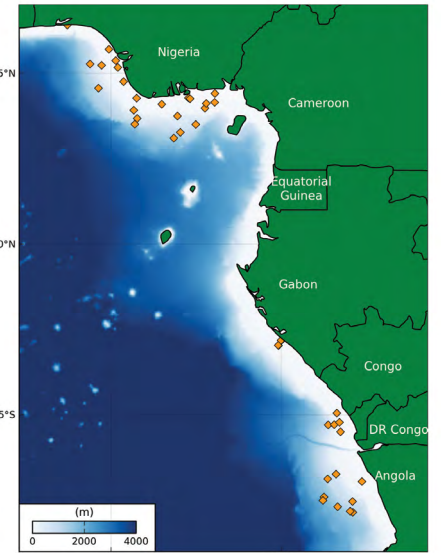 Nigeria
5°N
Cameroon
Equatorial
Guinea
0°N
Gabon
Congo
5°S
DR Congo
Angola
(m)
0 2000 4000